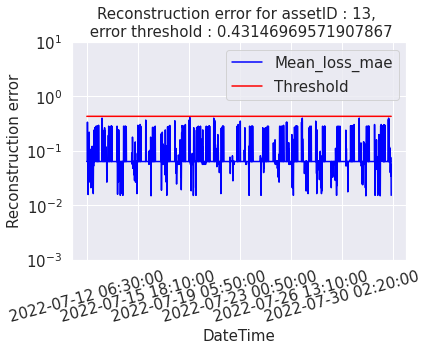 Reconstruction error for assetID : 13,
error threshold : 0.43146969571907867
Mean_loss_mae
Threshold
Reconstruction error
10^1
10^0
10^-1
10^-2
10^-3
2022-07-12 06:30:00
2022-07-15 18:10:00
2022-07-19 05:50:00
2022-07-23 00:50:00
2022-07-26 13:10:00
2022-07-30 02:20:00
DateTime